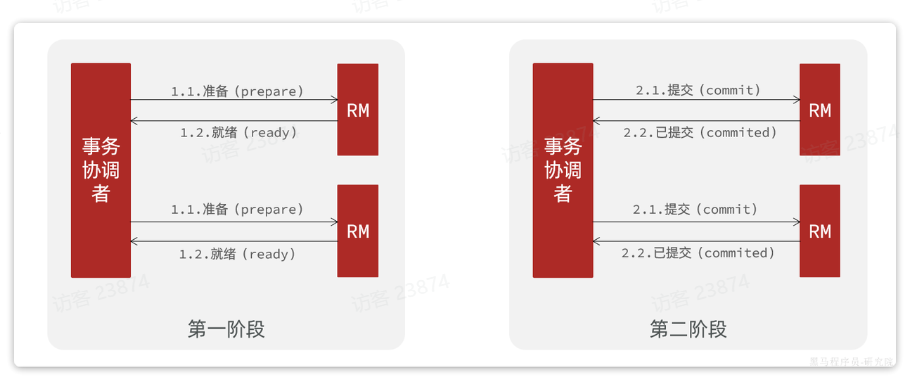 1.1.准备（prepare）
1.2.就绪（ready）
RM
事务
协调
者
1.1.准备（prepare）
1.2.就绪（ready）
RM
第一阶段
2.1.提交（commit）
2.2.已提交（commited）
RM
事务
协调
者
2.1.提交（commit）
2.2.已提交（commited）
RM
第二阶段
访客 23874
访客 23874
访客 23874
访客 23874
访客 23874
访客 23874